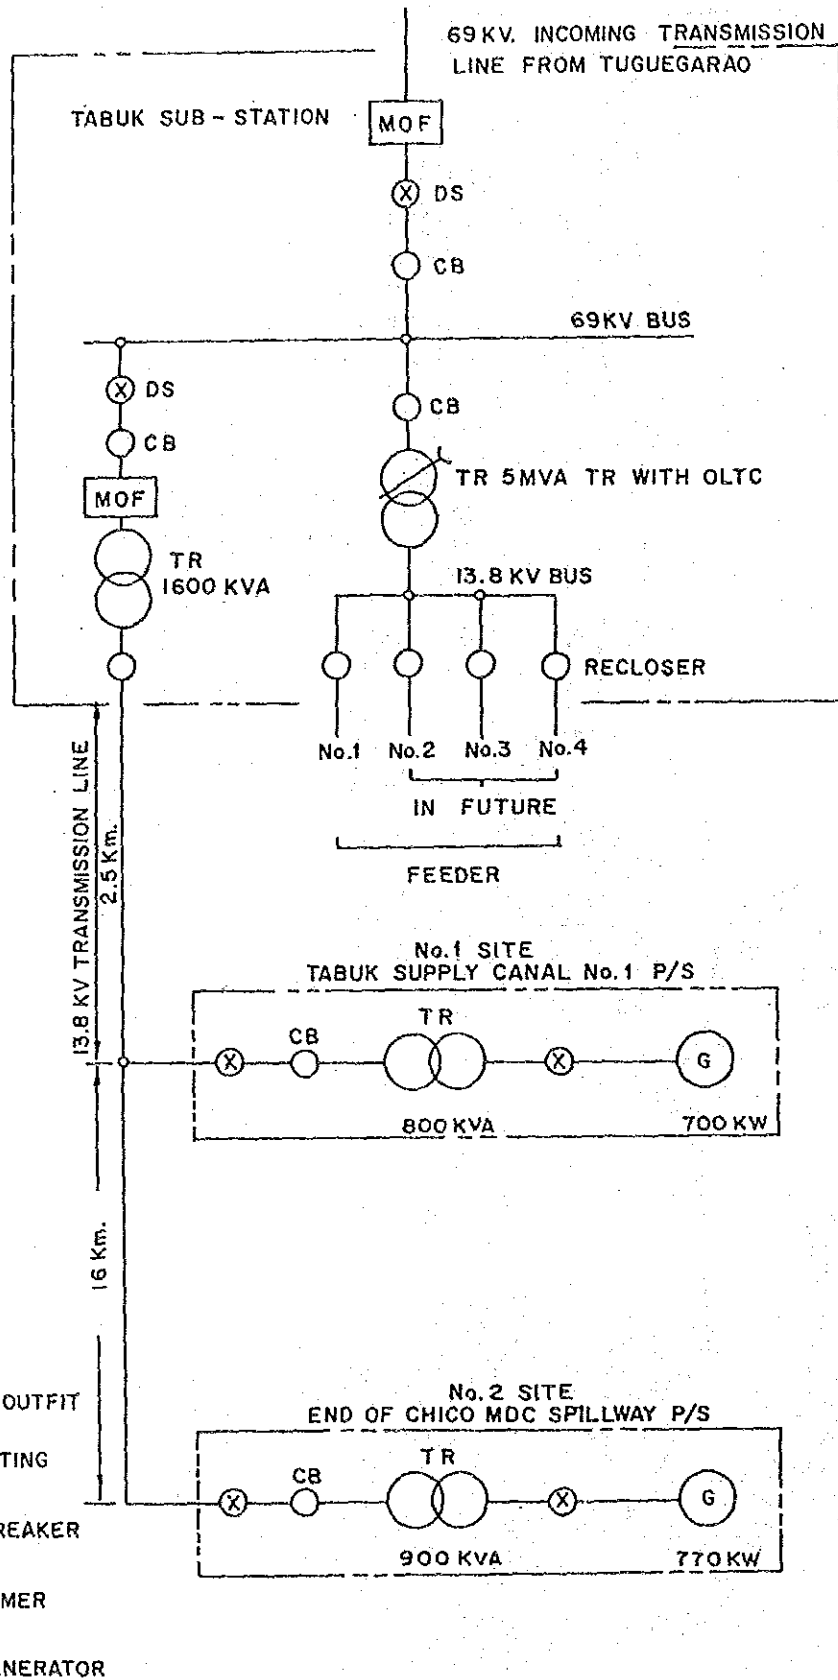 69 KV. INCOMING TRANSMISSION
LINE FROM TUGUEGARAO
TABUK SUB-STATION
MOF
DS
CB
69KV BUS
DS
CB
CB
MOF
TR 5MVA TR WITH OLTC
TR
1600 KVA
13.8 KV BUS
RECLOSER
No.1 No.2 No.3 No.4
IN FUTURE
FEEDER
13.8 KV TRANSMISSION LINE
2.5 Km.
No.1 SITE
TABUK SUPPLY CANAL No.1 P/S
CB
TR
G
800 KVA
700 KW
16 Km.
No.2 SITE
END OF CHICO MDC SPILLWAY P/S
CB
TR
G
900 KVA
770 KW
OUTFIT
TING
REAKER
MER
NERATOR